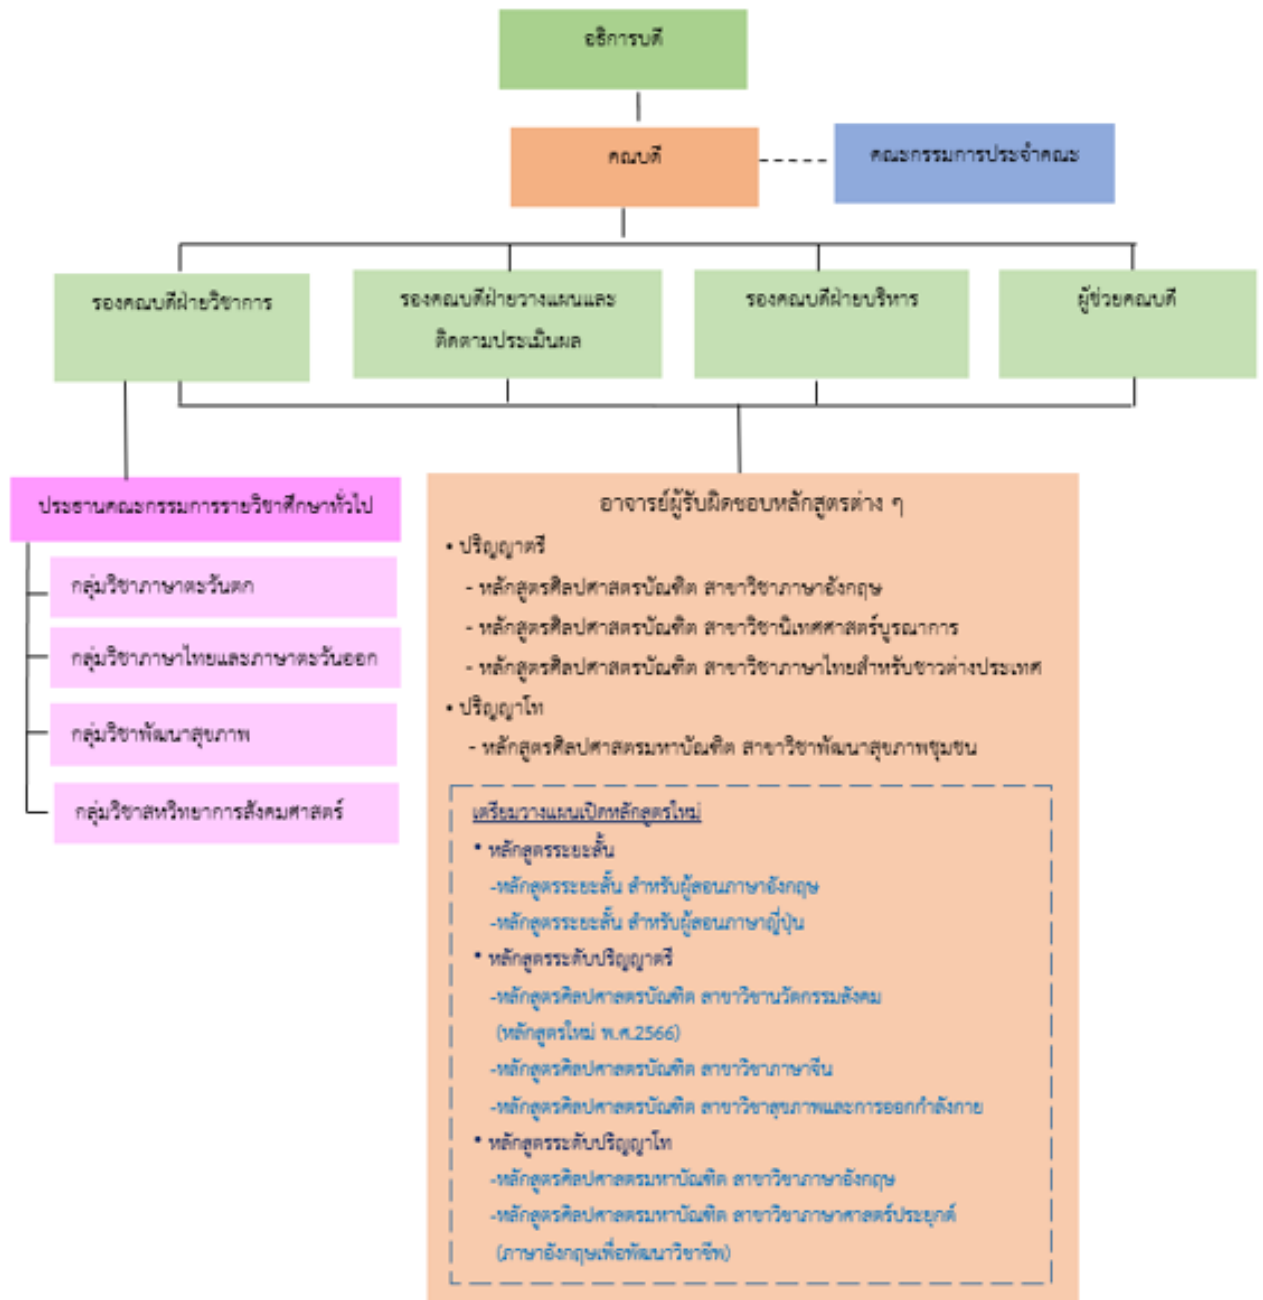 อธิการบดี
คณบดี
คณะกรรมการประจำคณะ
รองคณบดีฝ่ายวิชาการ
รองคณบดีฝ่ายวางแผนและ
ติดตามประเมินผล
รองคณบดีฝ่ายบริหาร
ผู้ช่วยคณบดี
ประธานคณะกรรมการรายวิชาศึกษาทั่วไป
กลุ่มวิชาภาษาตะวันตก
กลุ่มวิชาภาษาไทยและภาษาตะวันออก
กลุ่มวิชาพัฒนาสุขภาพ
กลุ่มวิชาสหวิทยาการสังคมศาสตร์
อาจารย์ผู้รับผิดชอบหลักสูตรต่าง ๆ
• ปริญญาตรี
- หลักสูตรศิลปศาสตรบัณฑิต สาขาวิชาภาษาอังกฤษ
- หลักสูตรศิลปศาสตรบัณฑิต สาขาวิชานิเทศศาสตร์บูรณาการ
- หลักสูตรศิลปศาสตรบัณฑิต สาขาวิชาภาษาไทยสำหรับชาวต่างประเทศ
• ปริญญาโท
- หลักสูตรศิลปศาสตรมหาบัณฑิต สาขาวิชาพัฒนาสุขภาพชุมชน
เตรียมวางแผนเปิดหลักสูตรใหม่
• หลักสูตรระยะสั้น
-หลักสูตรระยะสั้น สำหรับผู้สอนภาษาอังกฤษ
-หลักสูตรระยะสั้น สำหรับผู้สอนภาษาญี่ปุ่น
• หลักสูตรระดับปริญญาตรี
-หลักสูตรศิลปศาสตรบัณฑิต สาขาวิชานวัตกรรมสังคม
(หลักสูตรใหม่ พ.ศ.2566)
-หลักสูตรศิลปศาสตรบัณฑิต สาขาวิชาภาษาจีน
-หลักสูตรศิลปศาสตรบัณฑิต สาขาวิชาสุขภาพและการออกกำลังกาย
• หลักสูตรระดับปริญญาโท
-หลักสูตรศิลปศาสตรมหาบัณฑิต สาขาวิชาภาษาอังกฤษ
-หลักสูตรศิลปศาสตรมหาบัณฑิต สาขาวิชาภาษาศาสตร์ประยุกต์
(ภาษาอังกฤษเพื่อพัฒนาวิชาชีพ)